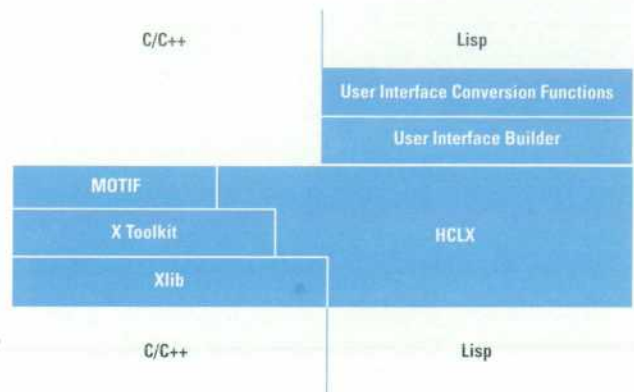 C/C++ Lisp
User Interface Conversion Functions
User Interface Builder
MOTIF
X Toolkit HCLX
Xlib
C/C++ Lisp